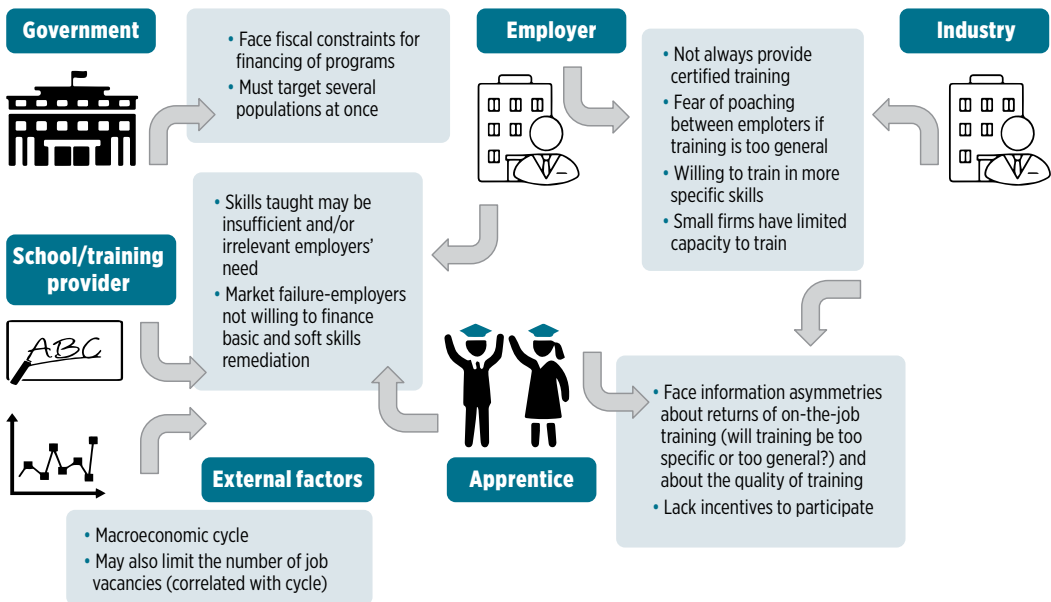 Government
• Face fiscal constraints for
financing of programs
• Must target several
populations at once
Employer
• Not always provide
certified training
• Fear of poaching
between emploters if
training is too general
• Willing to train in more
specific skills
• Small firms have limited
capacity to train
Industry
School/training
provider
ABC
• Skills taught may be
insufficient and/or
irrelevant employers'
need
• Market failure-employers
not willing to finance
basic and soft skills
remediation
External factors
• Macroeconomic cycle
• May also limit the number of job
vacancies (correlated with cycle)
Apprentice
• Face information asymmetries
about returns of on-the-job
training (will training be too
specific or too general?) and
about the quality of training
• Lack incentives to participate